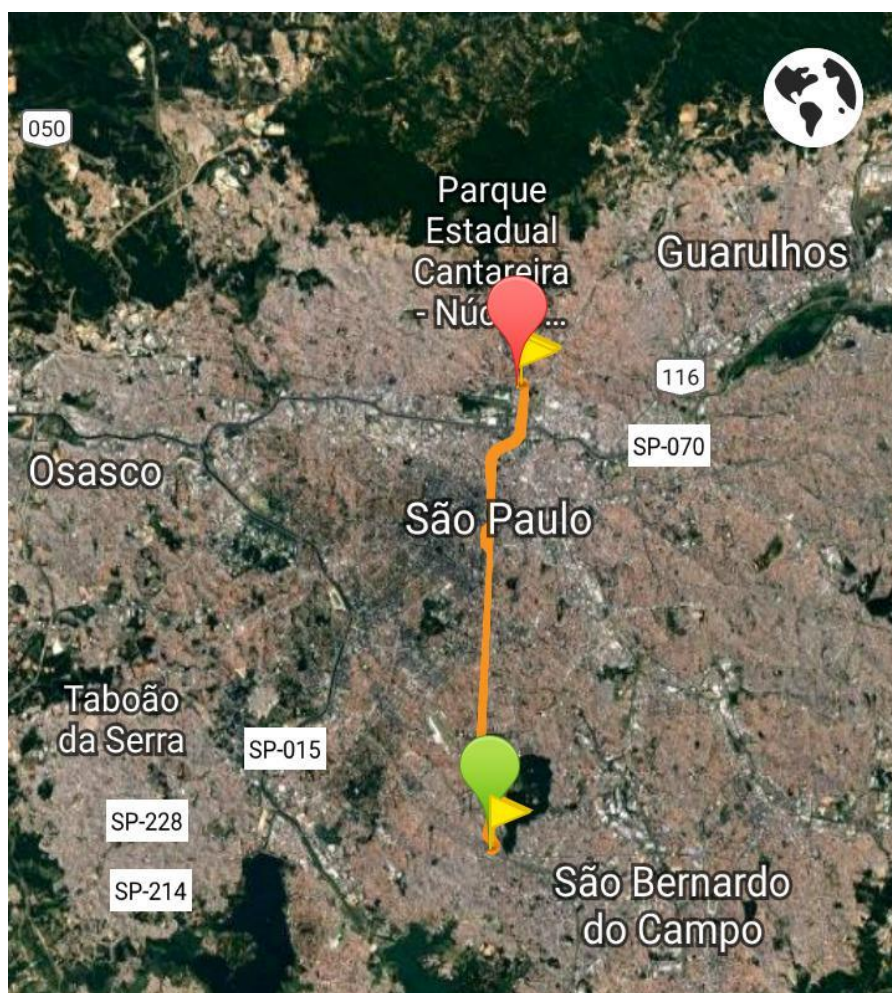 050
Parque
Estadual
Cantareira
- Nú
...
Guarulhos
116
SP-070
Osasco
São Paulo
Taboão
da Serra
SP-015
SP-228
SP-214
São Bernardo
do Campo